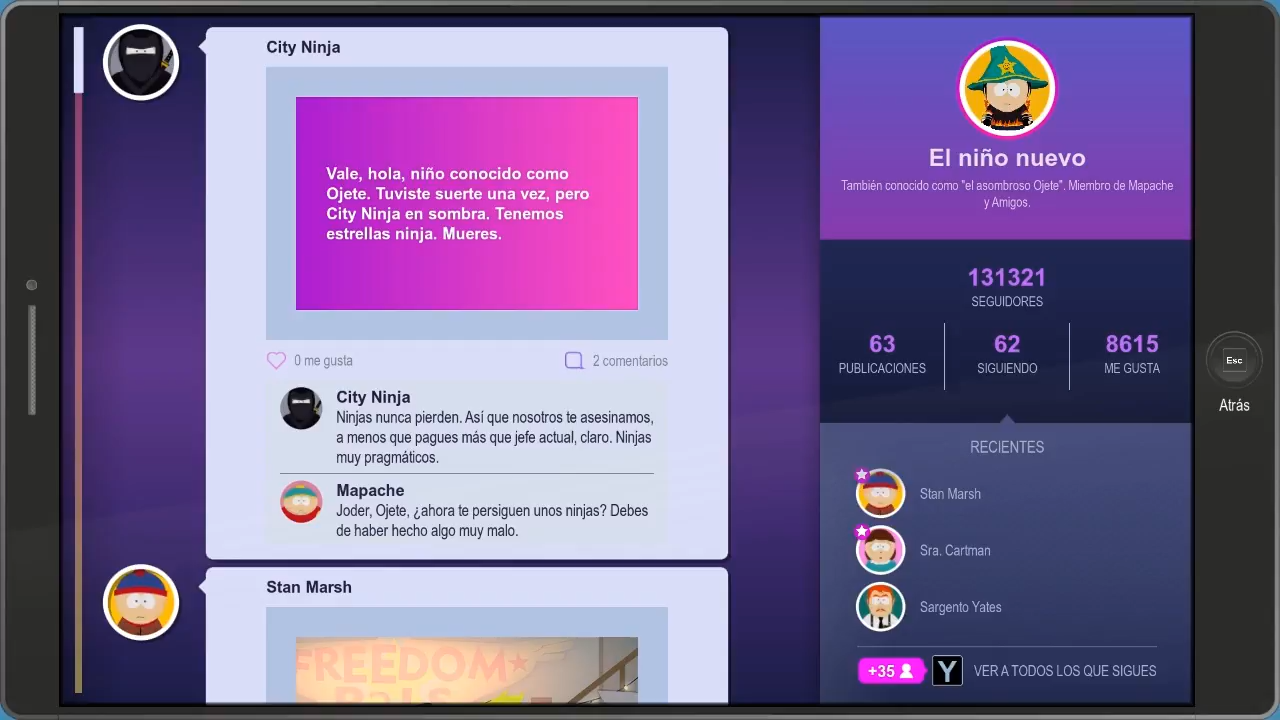 City Ninja
Vale, hola, niño conocido como
Ojete. Tuviste suerte una vez, pero
City Ninja en sombra. Tenemos
estrellas ninja. Mueres.
0 me gusta
2 comentarios
City Ninja
Ninjas nunca pierden. Así que nosotros te asesinamos,
a menos que pagues más que jefe actual, claro. Ninjas
muy pragmáticos.
Mapache
Joder, Ojete, ¿ahora te persiguen unos ninjas? Debes
de haber hecho algo muy malo.
Stan Marsh
FREEDOM
PALS
El niño nuevo
También conocido como "el asombroso Ojete". Miembro de Mapache
y Amigos.
131321
SEGUIDORES
63
PUBLICACIONES
62
SIGUIENDO
8615
ME GUSTA
RECIENTES
Stan Marsh
Sra. Cartman
Sargento Yates
+35
Y
VER A TODOS LOS QUE SIGUES
Esc
Atrás